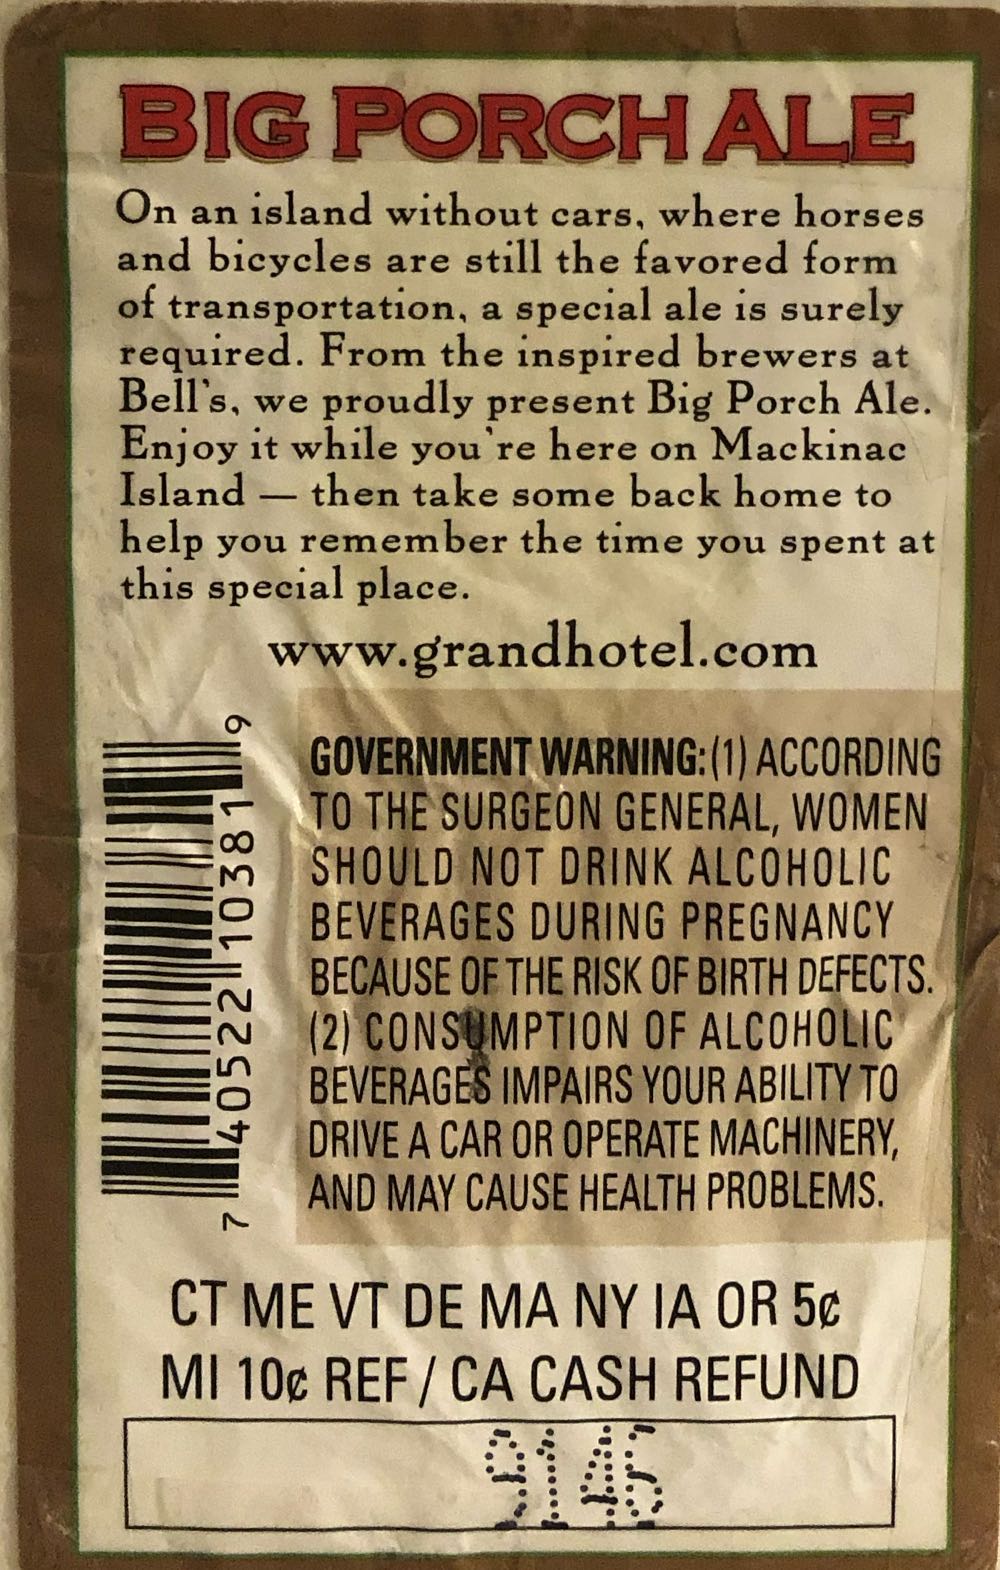 BIG PORCH ALE
On an island without cars, where horses
and bicycles are still the favored form
of transportation, a special ale is surely
required. From the inspired brewers at
Bell's, we proudly present Big Porch Ale.
Enjoy it while you're here on Mackinac
Island — then take some back home to
help you remember the time you spent at
this special place.
www.grandhotel.com
7 40522 10381 9
GOVERNMENT WARNING: (1) ACCORDING
TO THE SURGEON GENERAL, WOMEN
SHOULD NOT DRINK ALCOHOLIC
BEVERAGES DURING PREGNANCY
BECAUSE OF THE RISK OF BIRTH DEFECTS.
(2) CONSUMPTION OF ALCOHOLIC
BEVERAGES IMPAIRS YOUR ABILITY TO
DRIVE A CAR OR OPERATE MACHINERY,
AND MAY CAUSE HEALTH PROBLEMS.
CT ME VT DE MA NY IA OR 5¢
MI 10¢ REF / CA CASH REFUND